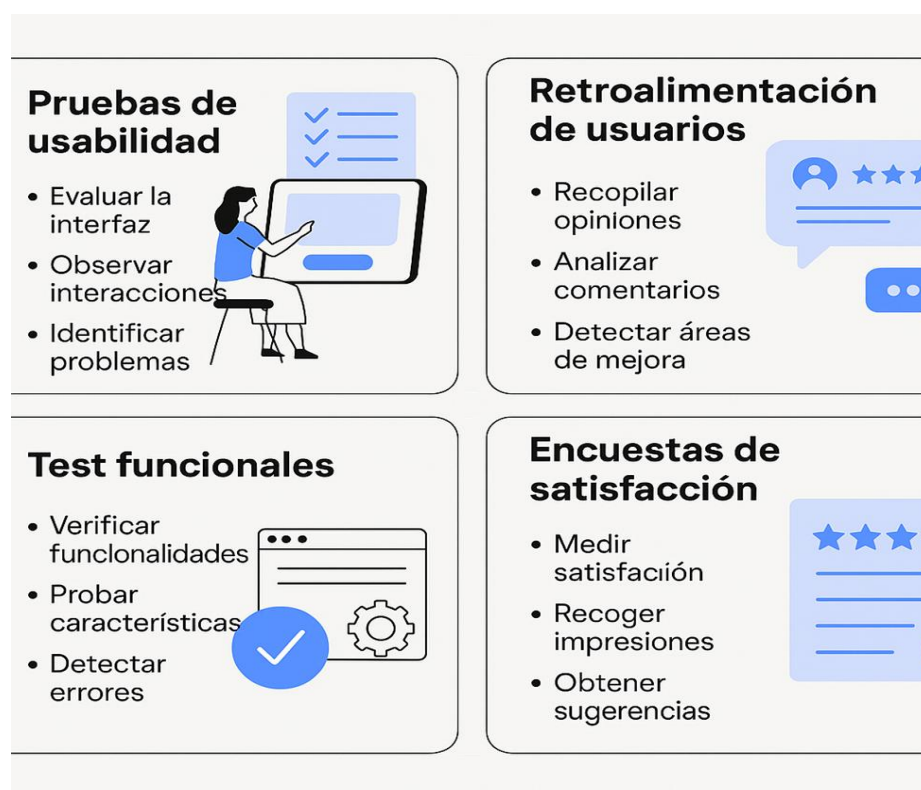 Pruebas de
usabilidad
• Evaluar la
interfaz
• Observar
interacciones
• Identificar
problemas
Retroalimentación
de usuarios
• Recopilar
opiniones
• Analizar
comentarios
• Detectar áreas
de mejora
Test funcionales
• Verificar
funclonalidades
• Probar
características
• Detectar
errores
Encuestas de
satisfacción
• Medir
satisfacıión
• Recoger
impresiones
• Obtener
sugerencias